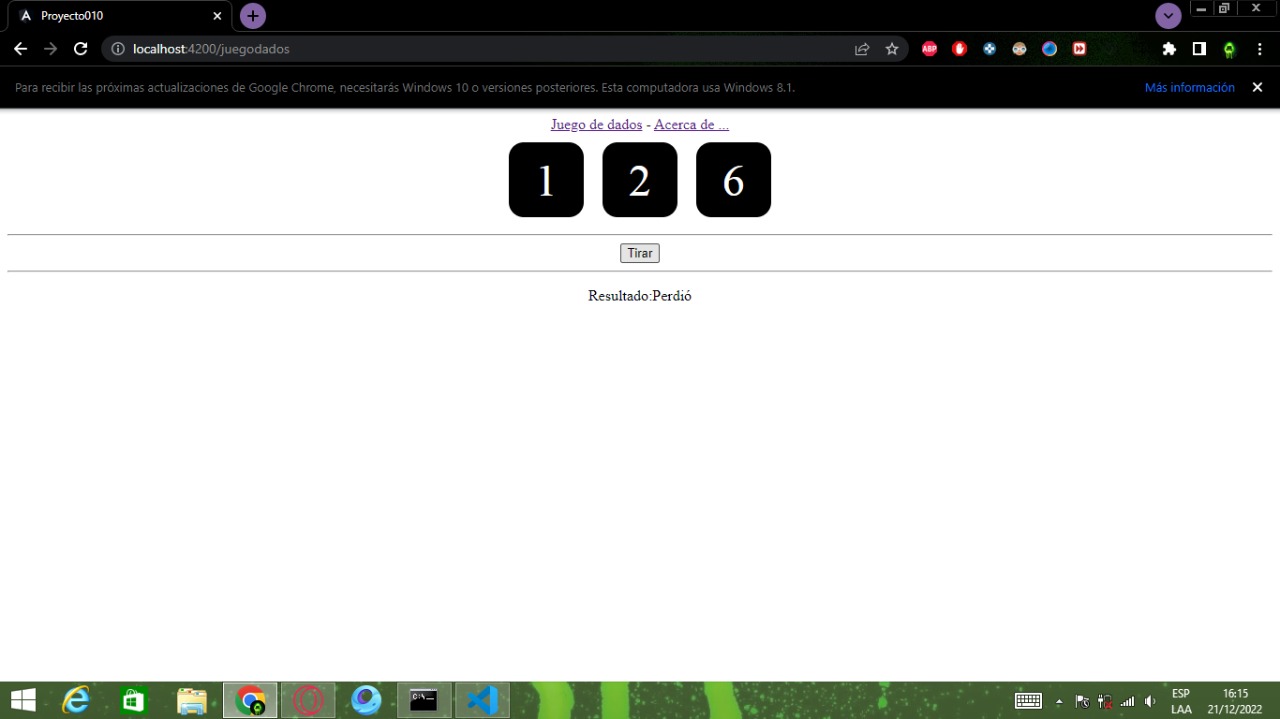 Proyecto010
localhost:4200/juegodados
ABP
Para recibir las próximas actualizaciones de Google Chrome, necesitarás Windows 10 o versiones posteriores. Esta computadora usa Windows 8.1.
Más información
Juego de dados - Acerca de ...
1 2 6
Tirar
Resultado:Perdió
ESP 16:15
LAA 21/12/2022